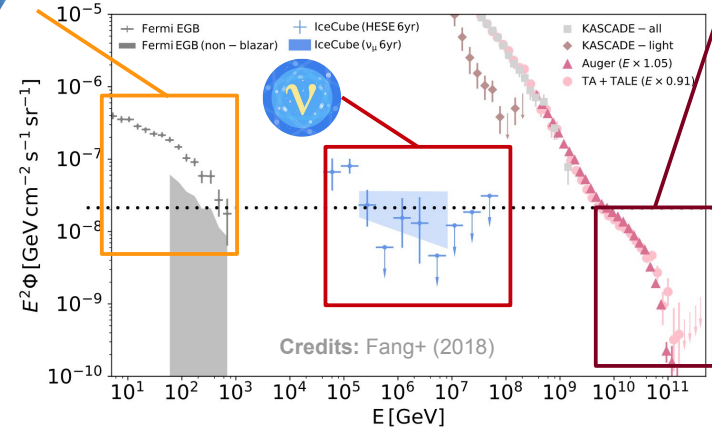 10⁻⁵
10⁻⁶
10⁻⁷
10⁻⁸
10⁻⁹
10⁻¹⁰
E²Φ [GeV cm⁻² s⁻¹ sr⁻¹]
Fermi EGB
Fermi EGB (non − blazar)
IceCube (HESE 6yr)
IceCube (νμ 6yr)
KASCADE − all
KASCADE − light
Auger (E × 1.05)
TA + TALE (E × 0.91)
ν
Credits: Fang+ (2018)
10¹ 10² 10³ 10⁴ 10⁵ 10⁶ 10⁷ 10⁸ 10⁹ 10¹⁰ 10¹¹
E [GeV]